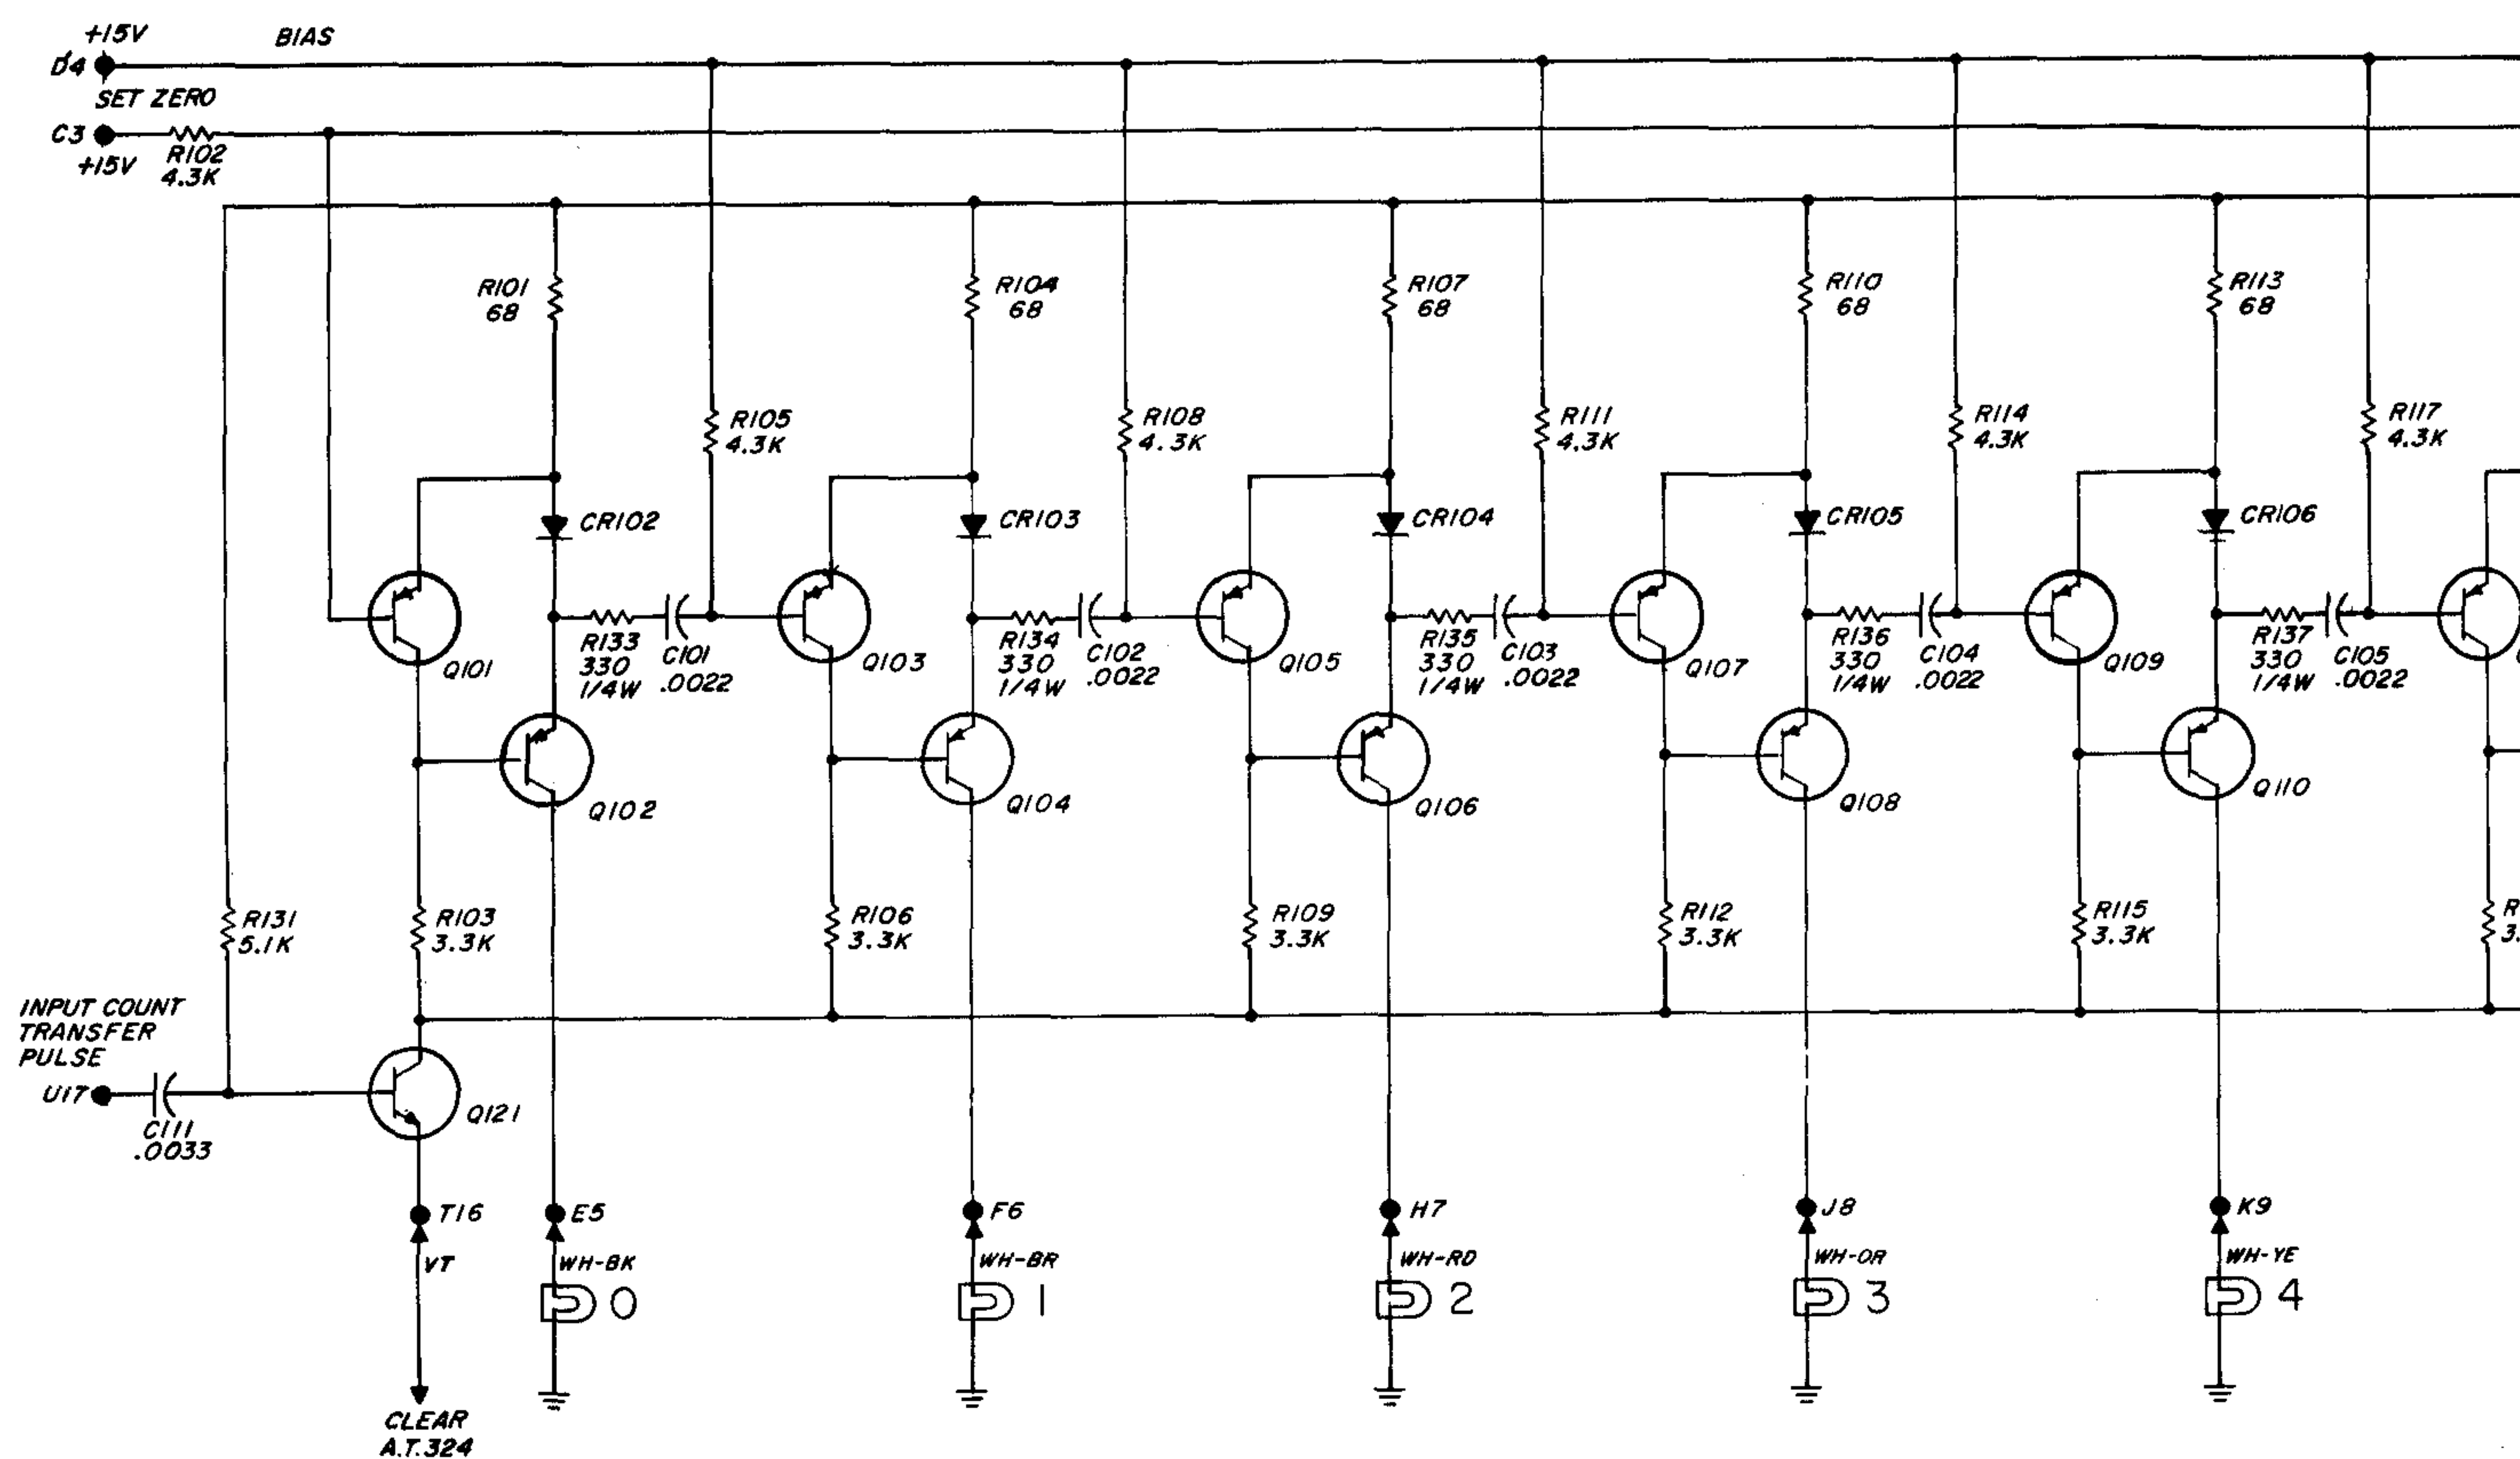 +15V
BIAS
D4
SET ZERO
C3
+15V
R102
4.3K
R101
68
R104
68
R107
68
R110
68
R113
68
R105
4.3K
R108
4.3K
R111
4.3K
R114
4.3K
R117
4.3K
CR102
CR103
CR104
CR105
CR106
Q101
R133
330
1/4W
C101
.0022
Q103
R134
330
1/4W
C102
.0022
Q105
R135
330
1/4W
C103
.0022
Q107
R136
330
1/4W
C104
.0022
Q109
R137
330
1/4W
C105
.0022
Q102
Q104
Q106
Q108
Q110
R131
5.1K
R103
3.3K
R106
3.3K
R109
3.3K
R112
3.3K
R115
3.3K
R
3.
INPUT COUNT
TRANSFER
PULSE
U17
C111
.0033
Q121
T16
VT
E5
WH-BK
0
F6
WH-BR
1
H7
WH-RD
2
J8
WH-OR
3
K9
WH-YE
4
CLEAR
A.T.324